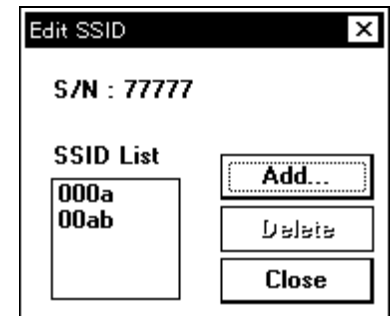 Edit SSID
S/N : 77777
SSID List
000a
00ab
Add...
Delete
Close